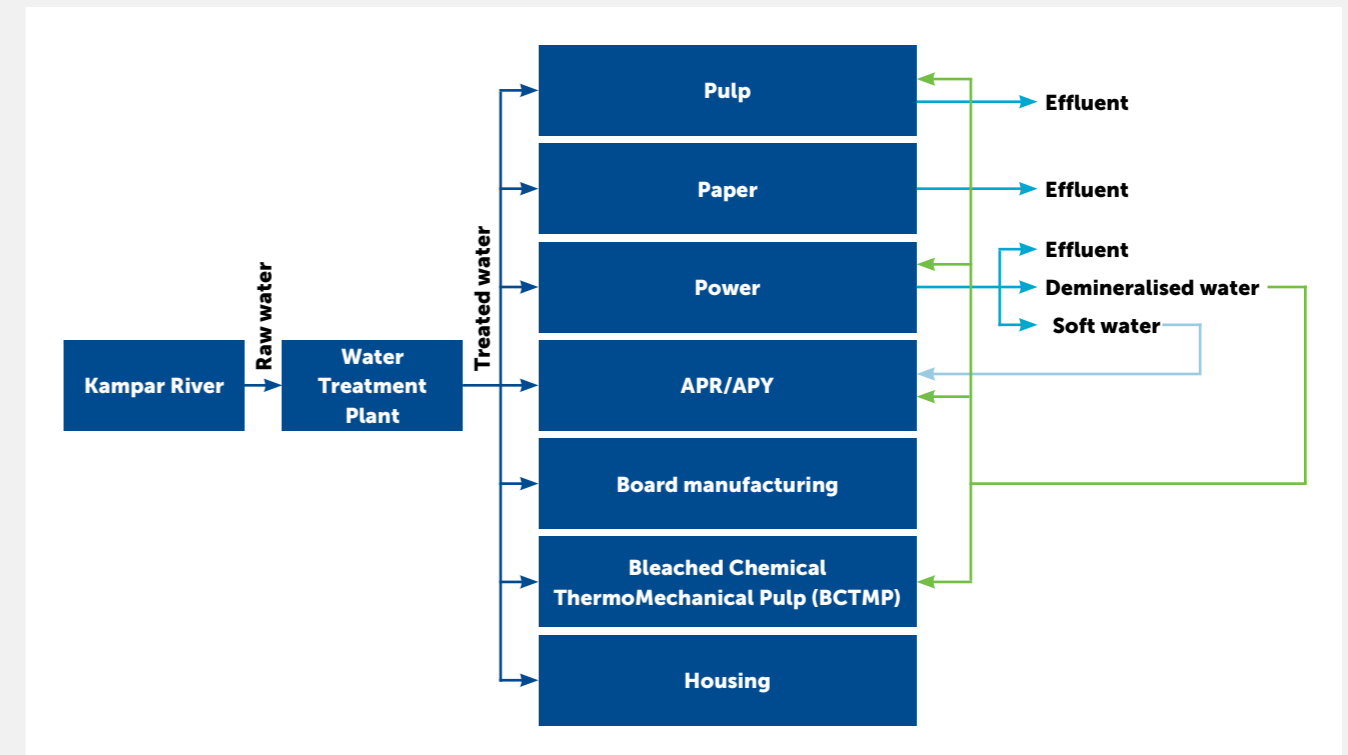 Kampar River
Raw water
Water
Treatment
Plant
Treated water
Pulp
Effluent
Paper
Effluent
Power
Effluent
Demineralised water
Soft water
APR/APY
Board manufacturing
Bleached Chemical
ThermoMechanical Pulp (BCTMP)
Housing